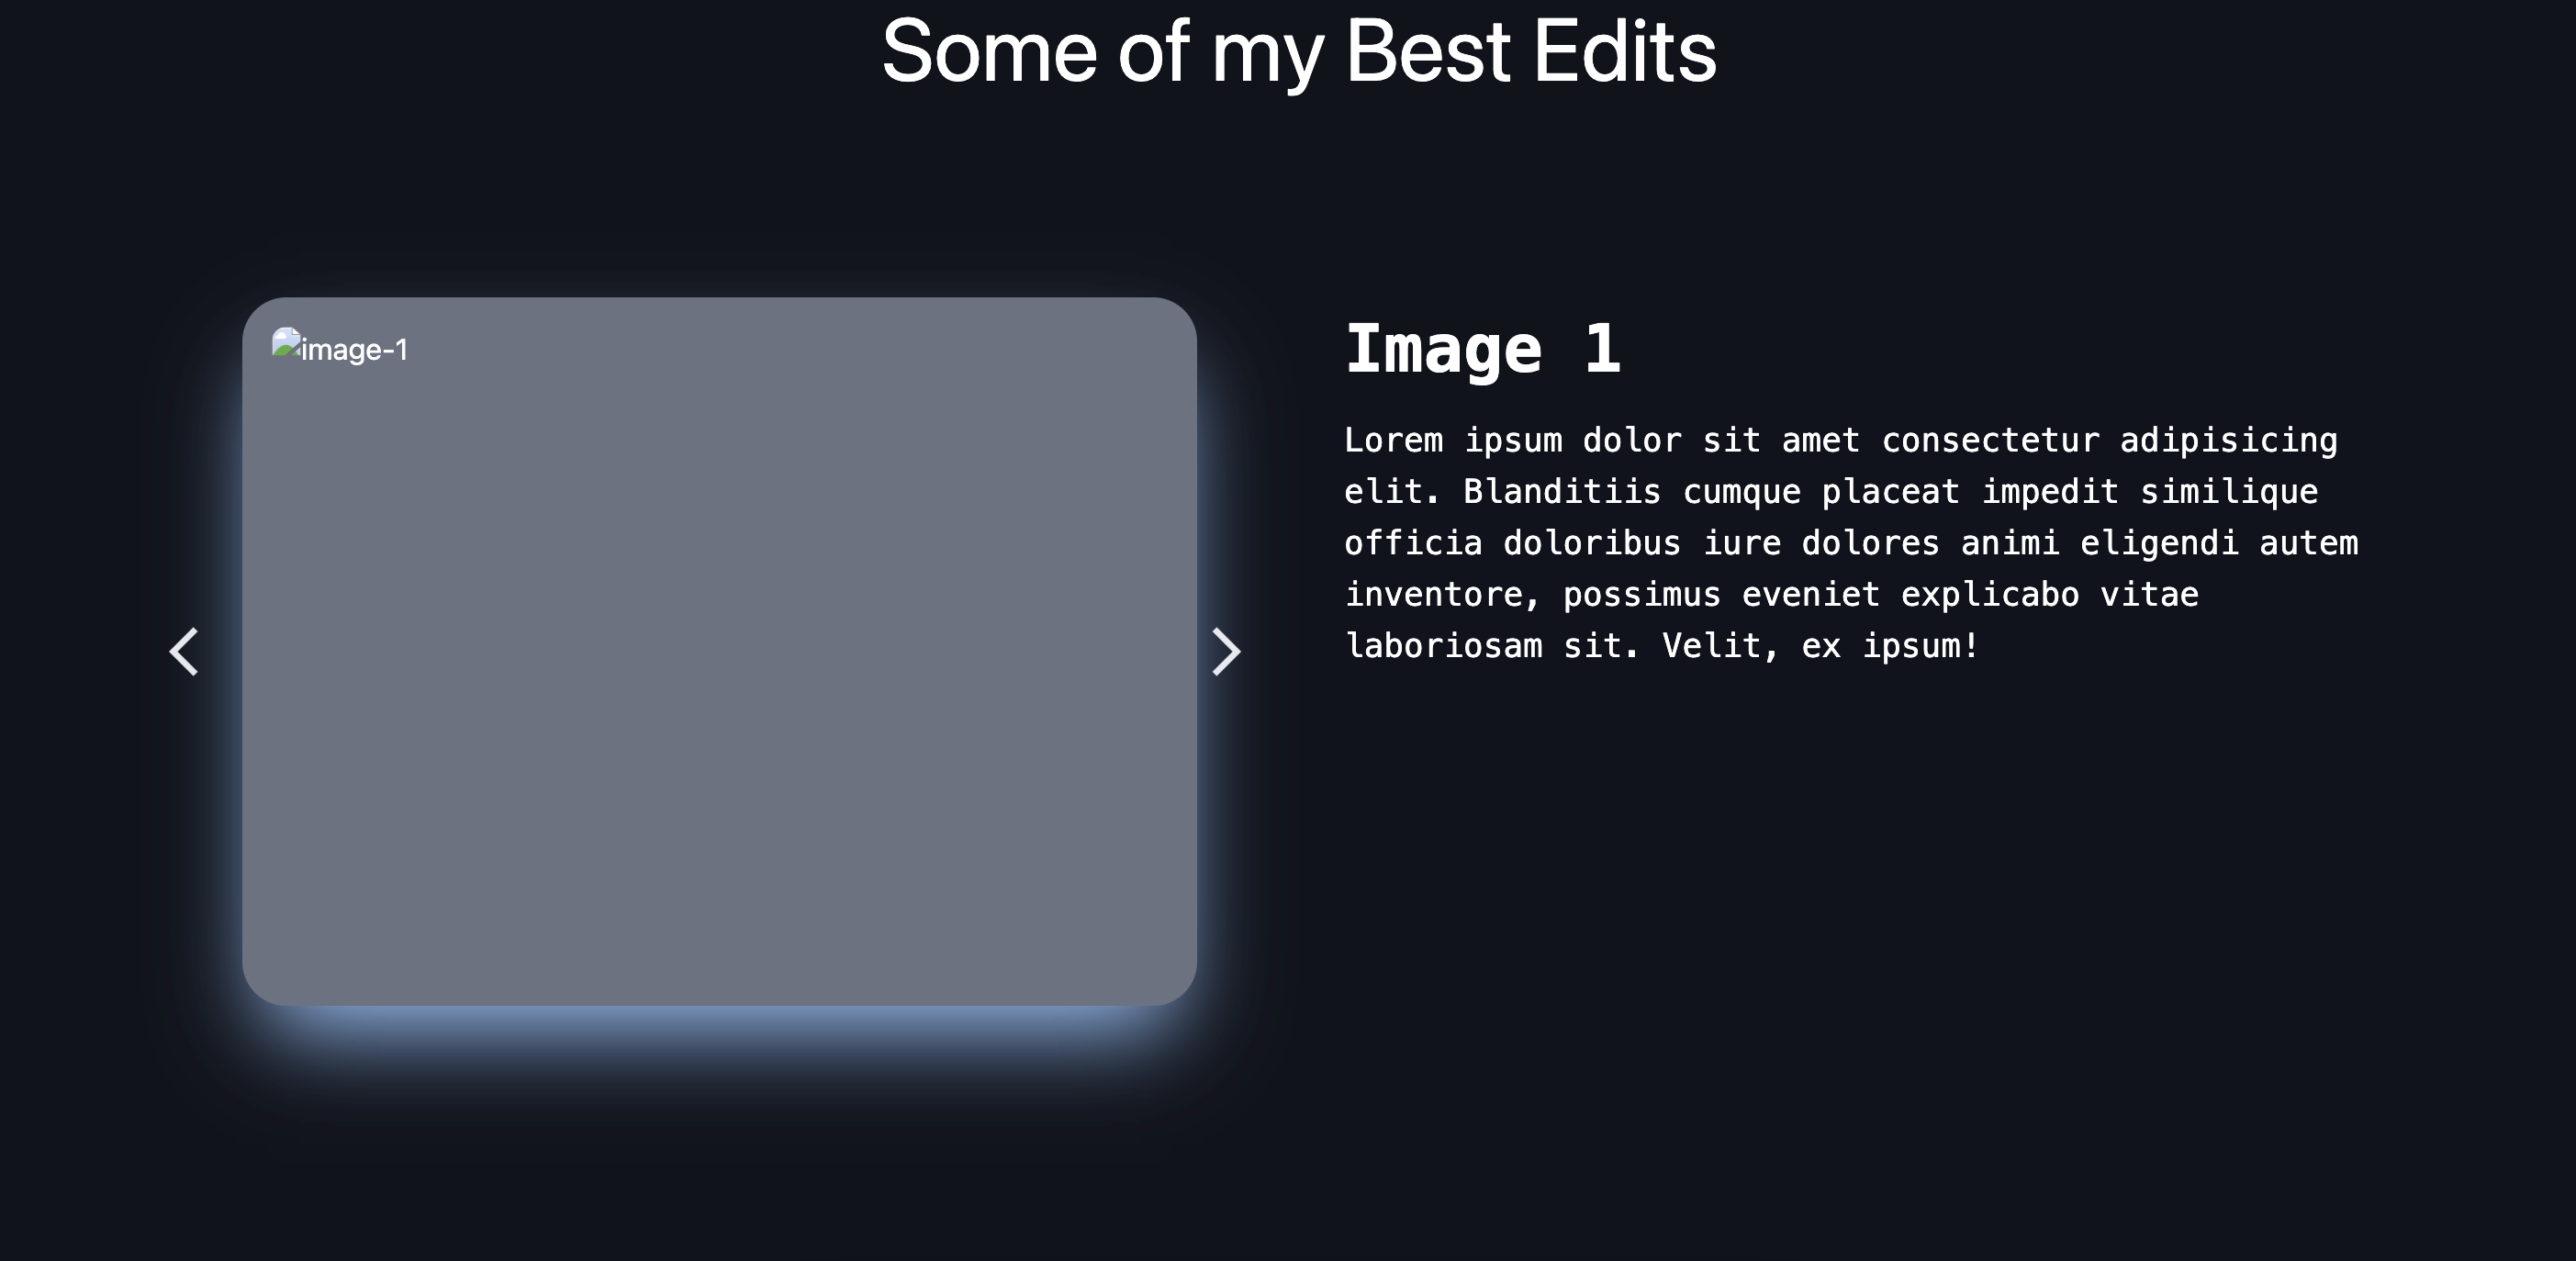 Some of my Best Edits
image-1
Image 1
Lorem ipsum dolor sit amet consectetur adipisicing
elit. Blanditiis cumque placeat impedit similique
officia doloribus iure dolores animi eligendi autem
inventore, possimus eveniet explicabo vitae
laboriosam sit. Velit, ex ipsum!